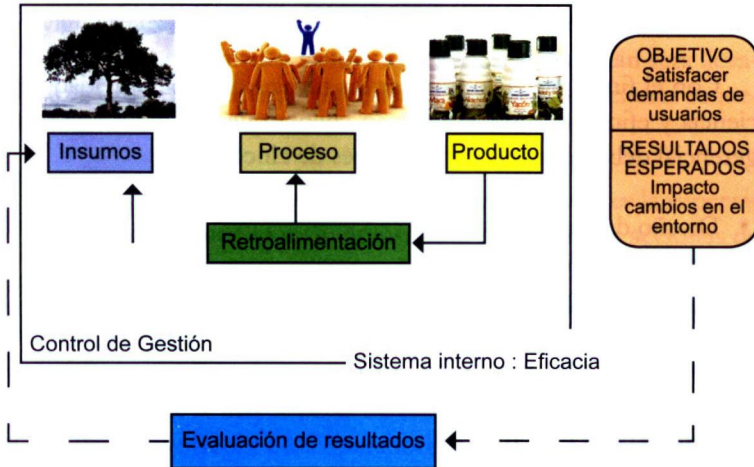 OBJETIVO
Satisfacer
demandas de
usuarios
Insumos
Proceso
Producto
RESULTADOS
ESPERADOS
Impacto
cambios en el
entorno
Retroalimentación
Control de Gestión
Sistema interno : Eficacia
Evaluación de resultados